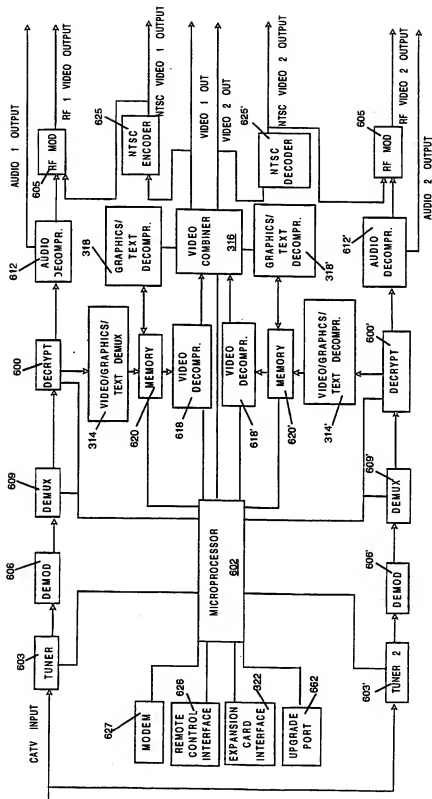 AUDIO 1 OUTPUT
RF 1 VIDEO OUTPUT
RF MOD
605
NTSC VIDEO 1 OUTPUT
625
NTSC
ENCODER
VIDEO 1 OUT
VIDEO 2 OUT
625'
NTSC
DECODER
NTSC VIDEO 2 OUTPUT
605
RF MOD
RF VIDEO 2 OUTPUT
AUDIO 2 OUTPUT
612
AUDIO
DECOMPR.
318
GRAPHICS/
TEXT
DECOMPR.
VIDEO
COMBINER
316
GRAPHICS/
TEXT
DECOMPR.
318'
612'
AUDIO
DECOMPR.
600
DECRYPT
314
VIDEO/GRAPHICS/
TEXT DEMUX
MEMORY
620
VIDEO
DECOMPR.
618
VIDEO
DECOMPR.
618'
MEMORY
620'
VIDEO/GRAPHICS/
TEXT DECOMPR.
314'
600'
DECRYPT
609
DEMUX
609'
DEMUX
606
DEMOD
MICROPROCESSOR
602
606'
DEMOD
CATV INPUT
603
TUNER
627
MODEM
626
REMOTE
CONTROL
INTERFACE
322
EXPANSION
CARD
INTERFACE
662
UPGRADE
PORT
603'
TUNER 2